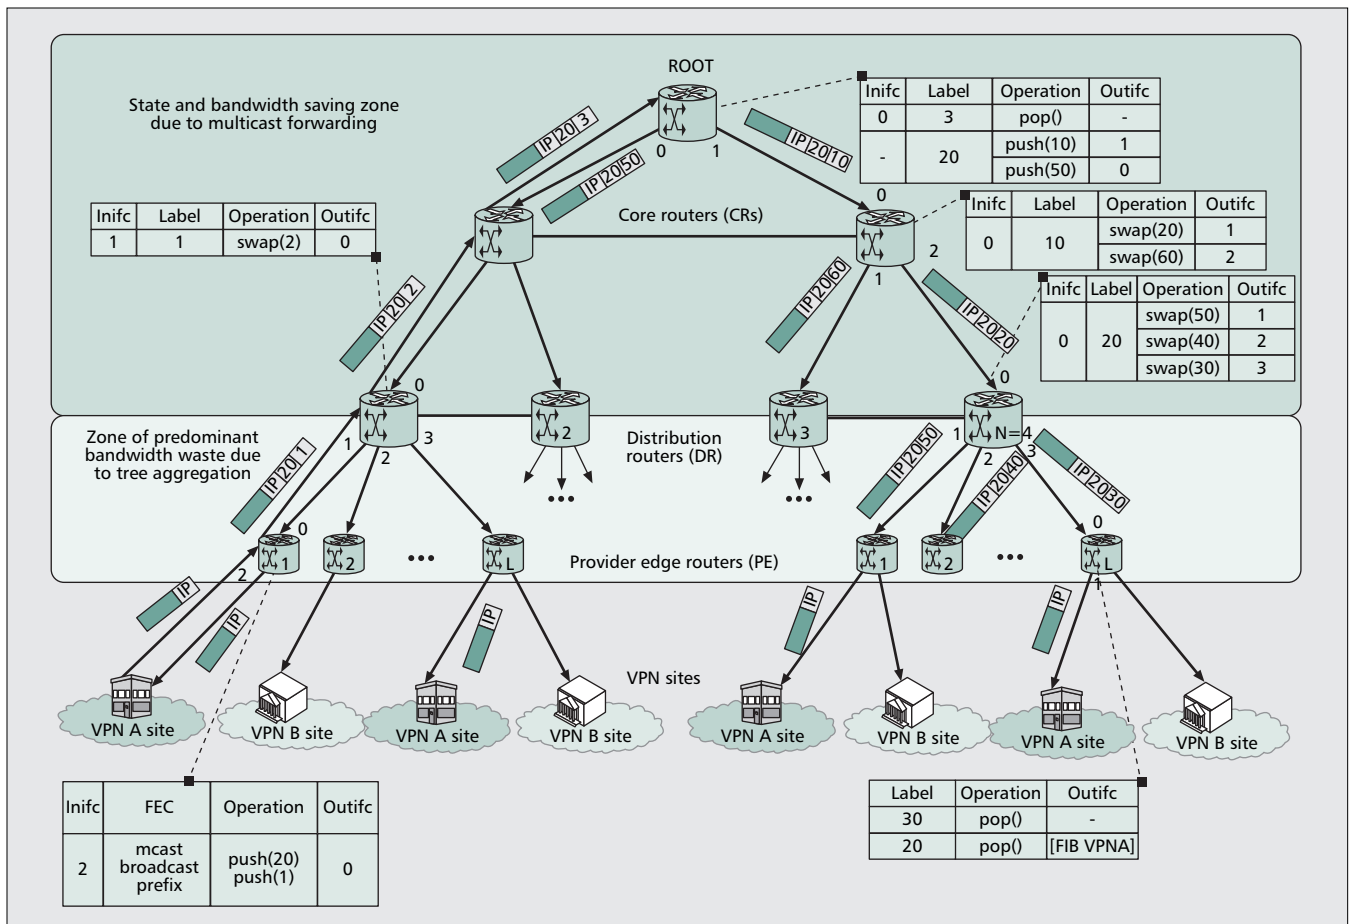 ROOT
State and bandwidth saving zone
due to multicast forwarding
Inifc Label Operation Outifc
0 3 pop() -
- 20 push(10) 1
push(50) 0
IP|20|3
IP|20|50
IP|20|10
0 1
Core routers (CRs)
Inifc Label Operation Outifc
1 1 swap(2) 0
0
2
1
Inifc Label Operation Outifc
0 10 swap(20) 1
swap(60) 2
IP|20|2
IP|20|60
IP|20|20
Inifc Label Operation Outifc
0 20 swap(50) 1
swap(40) 2
swap(30) 3
0
1
2
3
2
3
0
N=4
1
2
3
Zone of predominant
bandwidth waste due
to tree aggregation
Distribution
routers (DR)
•••
•••
IP|20|1
IP|20|50
IP|20|40
IP|20|30
0
2
1
2
•••
L
Provider edge routers (PE)
1
2
•••
0
L
1
IP
IP
IP
IP
IP
VPN sites
VPN A site
VPN B site
VPN A site
VPN B site
VPN A site
VPN B site
VPN A site
VPN B site
Inifc FEC Operation Outifc
2 mcast broadcast prefix push(20) push(1) 0
Label Operation Outifc
30 pop() -
20 pop() [FIB VPNA]